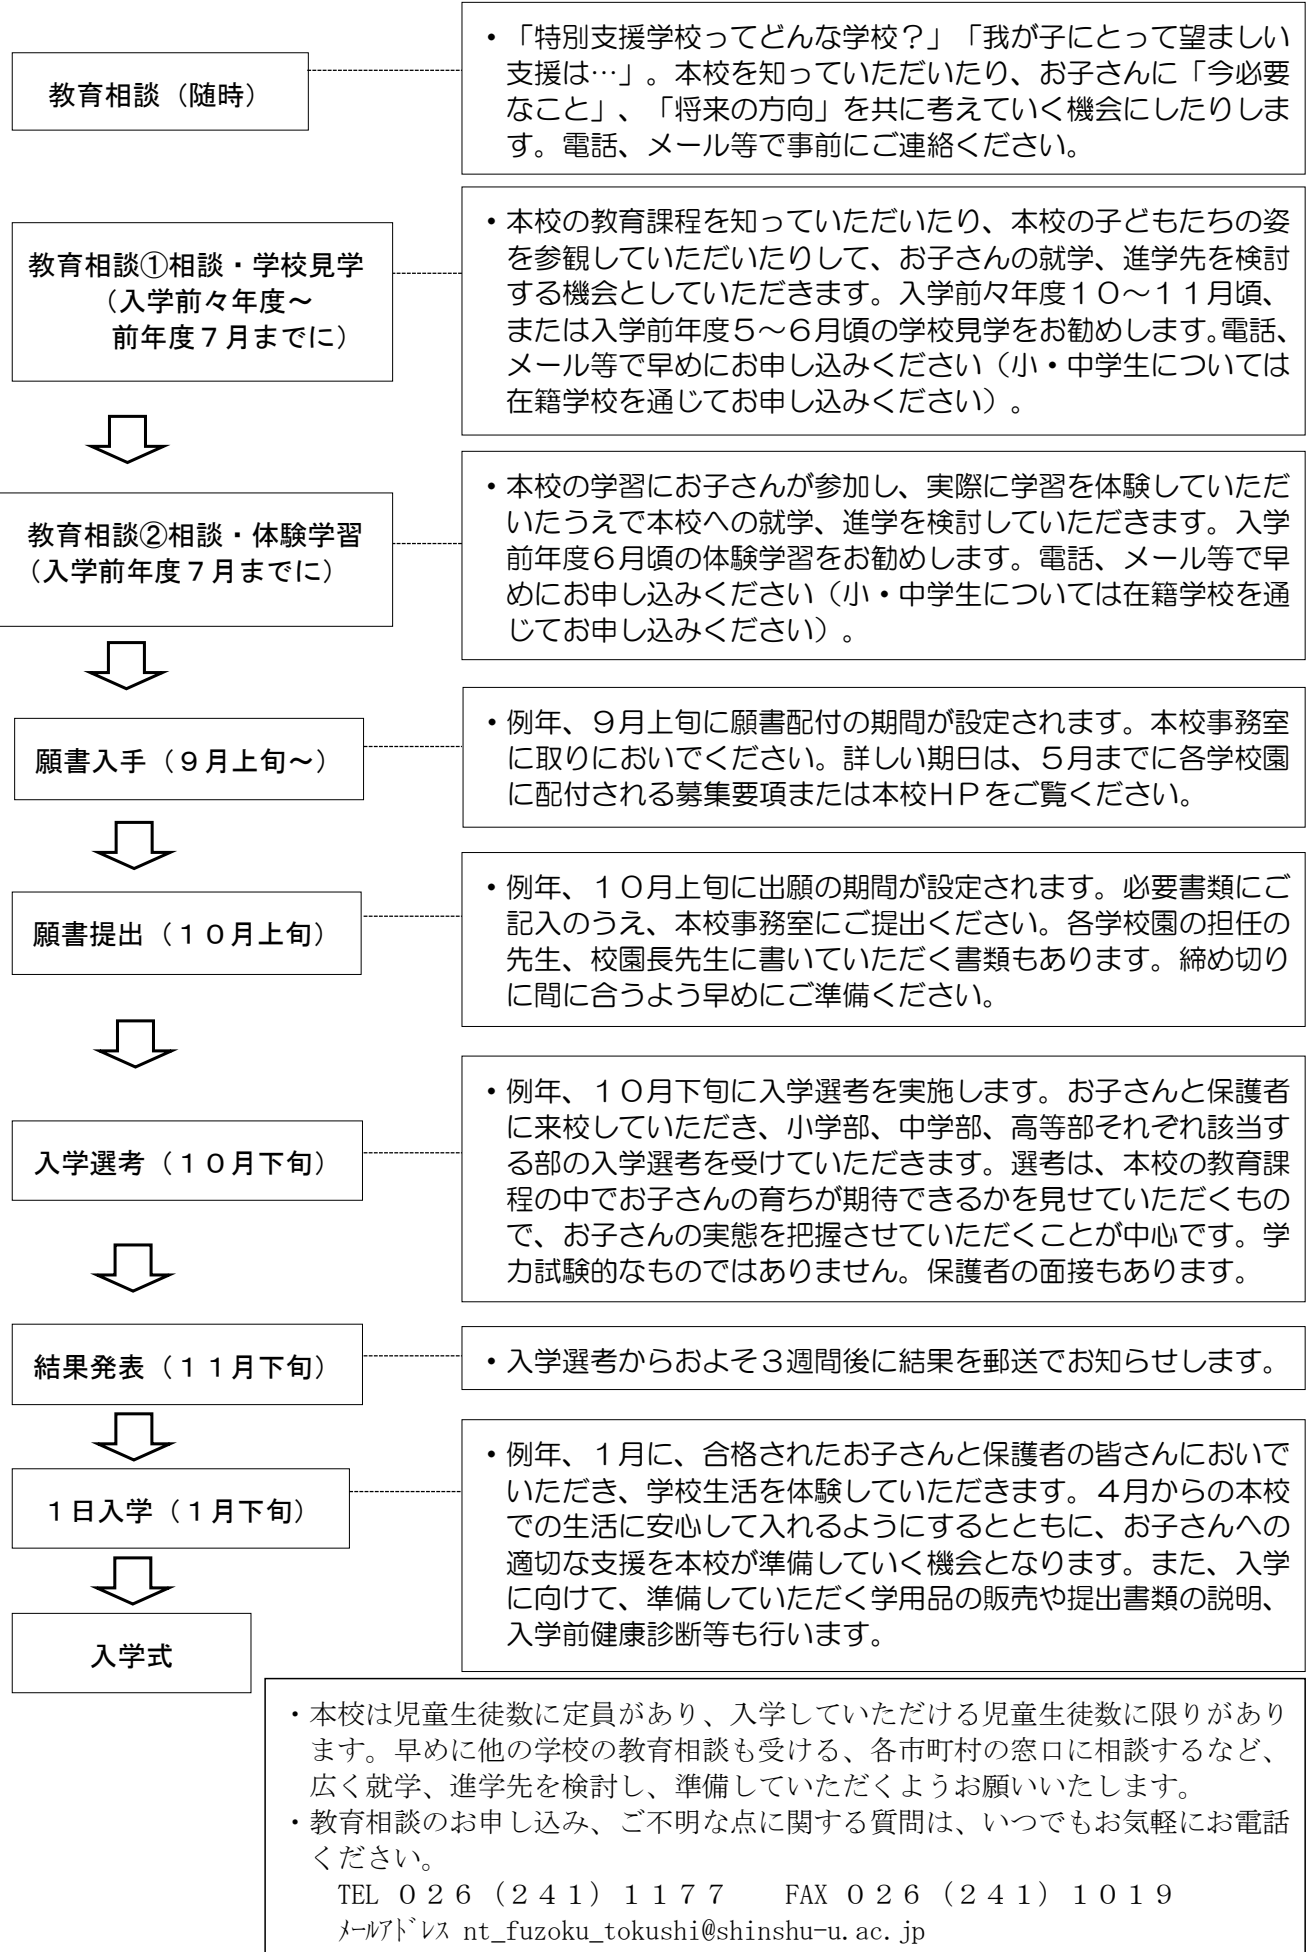 教育相談（随時）
・「特別支援学校ってどんな学校？」「我が子にとって望ましい
支援は…」。本校を知っていただいたり、お子さんに「今必要
なこと」、「将来の方向」を共に考えていく機会にしたりしま
す。電話、メール等で事前にご連絡ください。
教育相談①相談・学校見学
（入学前々年度～
前年度７月までに）
・本校の教育課程を知っていただいたり、本校の子どもたちの姿
を参観していただいたりして、お子さんの就学、進学先を検討
する機会としていただきます。入学前々年度１０～１１月頃、
または入学前年度５～６月頃の学校見学をお勧めします。電話、
メール等で早めにお申し込みください（小・中学生については
在籍学校を通じてお申し込みください）。
教育相談②相談・体験学習
（入学前年度７月までに）
・本校の学習にお子さんが参加し、実際に学習を体験していただ
いたうえで本校への就学、進学を検討していただきます。入学
前年度６月頃の体験学習をお勧めします。電話、メール等で早
めにお申し込みください（小・中学生については在籍学校を通
じてお申し込みください）。
願書入手（９月上旬～）
・例年、９月上旬に願書配付の期間が設定されます。本校事務室
に取りにおいでください。詳しい期日は、５月までに各学校園
に配付される募集要項または本校ＨＰをご覧ください。
願書提出（１０月上旬）
・例年、１０月上旬に出願の期間が設定されます。必要書類にご
記入のうえ、本校事務室にご提出ください。各学校園の担任の
先生、校園長先生に書いていただく書類もあります。締め切り
に間に合うよう早めにご準備ください。
入学選考（１０月下旬）
・例年、１０月下旬に入学選考を実施します。お子さんと保護者
に来校していただき、小学部、中学部、高等部それぞれ該当す
る部の入学選考を受けていただきます。選考は、本校の教育課
程の中でお子さんの育ちが期待できるかを見せていただくもの
で、お子さんの実態を把握させていただくことが中心です。学
力試験的なものではありません。保護者の面接もあります。
結果発表（１１月下旬）
・入学選考からおよそ３週間後に結果を郵送でお知らせします。
１日入学（１月下旬）
・例年、１月に、合格されたお子さんと保護者の皆さんにおいで
いただき、学校生活を体験していただきます。４月からの本校
での生活に安心して入れるようにするとともに、お子さんへの
適切な支援を本校が準備していく機会となります。また、入学
に向けて、準備していただく学用品の販売や提出書類の説明、
入学前健康診断等も行います。
入学式
・本校は児童生徒数に定員があり、入学していただける児童生徒数に限りがあり
ます。早めに他の学校の教育相談も受ける、各市町村の窓口に相談するなど、
広く就学、進学先を検討し、準備していただくようお願いいたします。
・教育相談のお申し込み、ご不明な点に関する質問は、いつでもお気軽にお電話
ください。
TEL ０２６（２４１）１１７７　FAX ０２６（２４１）１０１９
ﾒｰﾙｱﾄﾞﾚｽ nt_fuzoku_tokushi@shinshu-u.ac.jp